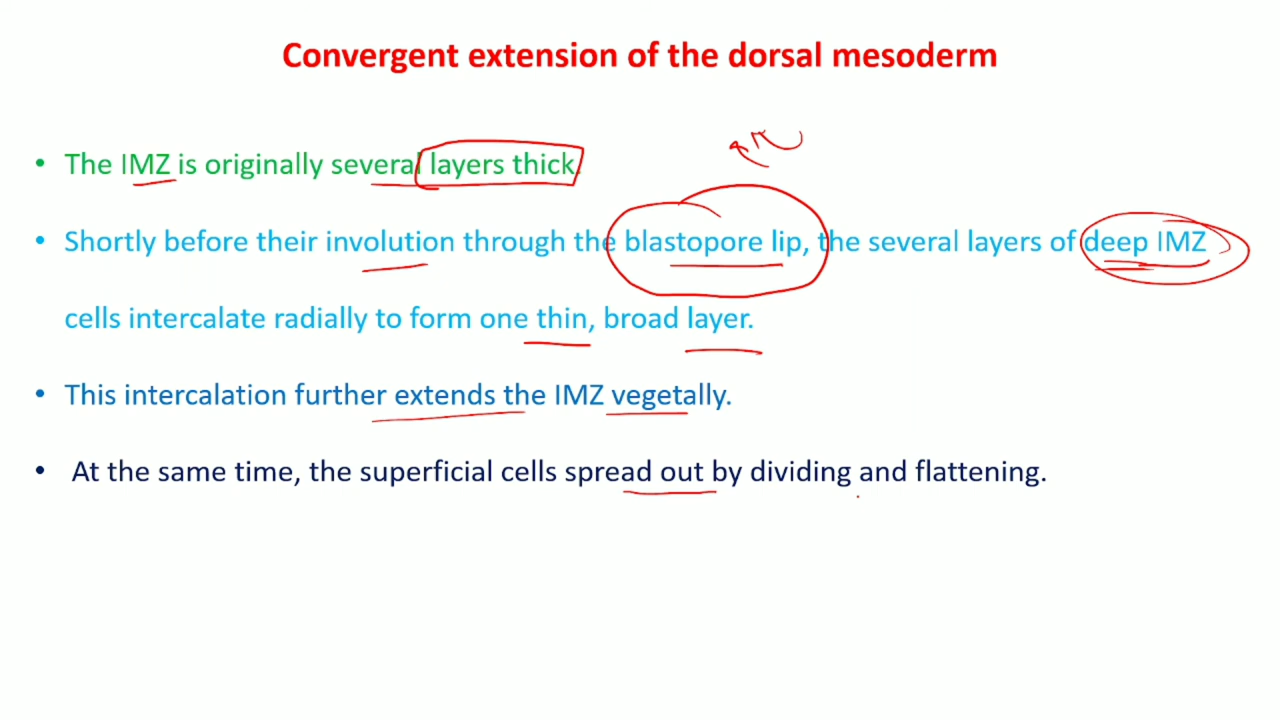 Convergent extension of the dorsal mesoderm
• The IMZ is originally several layers thick.
• Shortly before their involution through the blastopore lip, the several layers of deep IMZ
cells intercalate radially to form one thin, broad layer.
• This intercalation further extends the IMZ vegetally.
• At the same time, the superficial cells spread out by dividing and flattening.